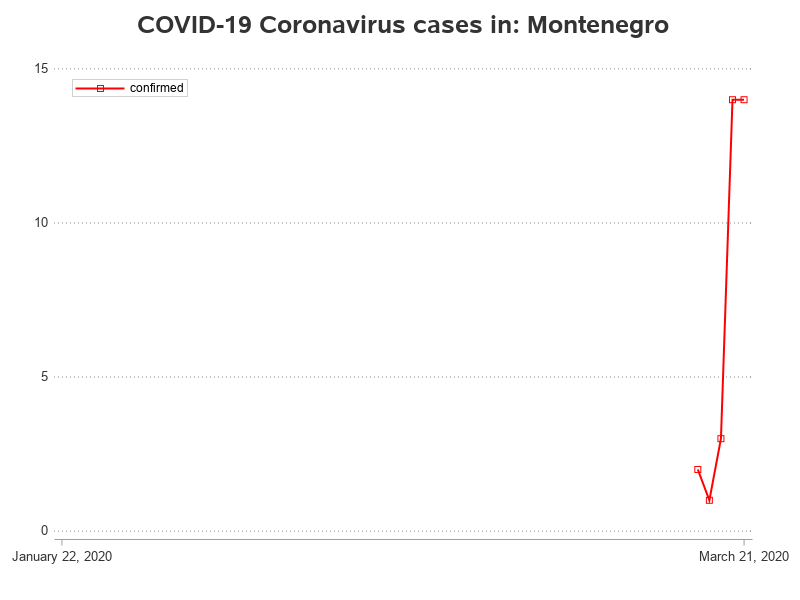 COVID-19 Coronavirus cases in: Montenegro
15
confirmed
10
5
0
January 22, 2020
March 21, 2020